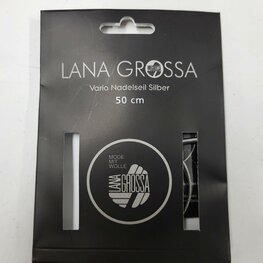 LANA GROSSA
Vario Nadelseil Silber
50 cm
MODE
MIT
WOLLE
LANA
GROSSA